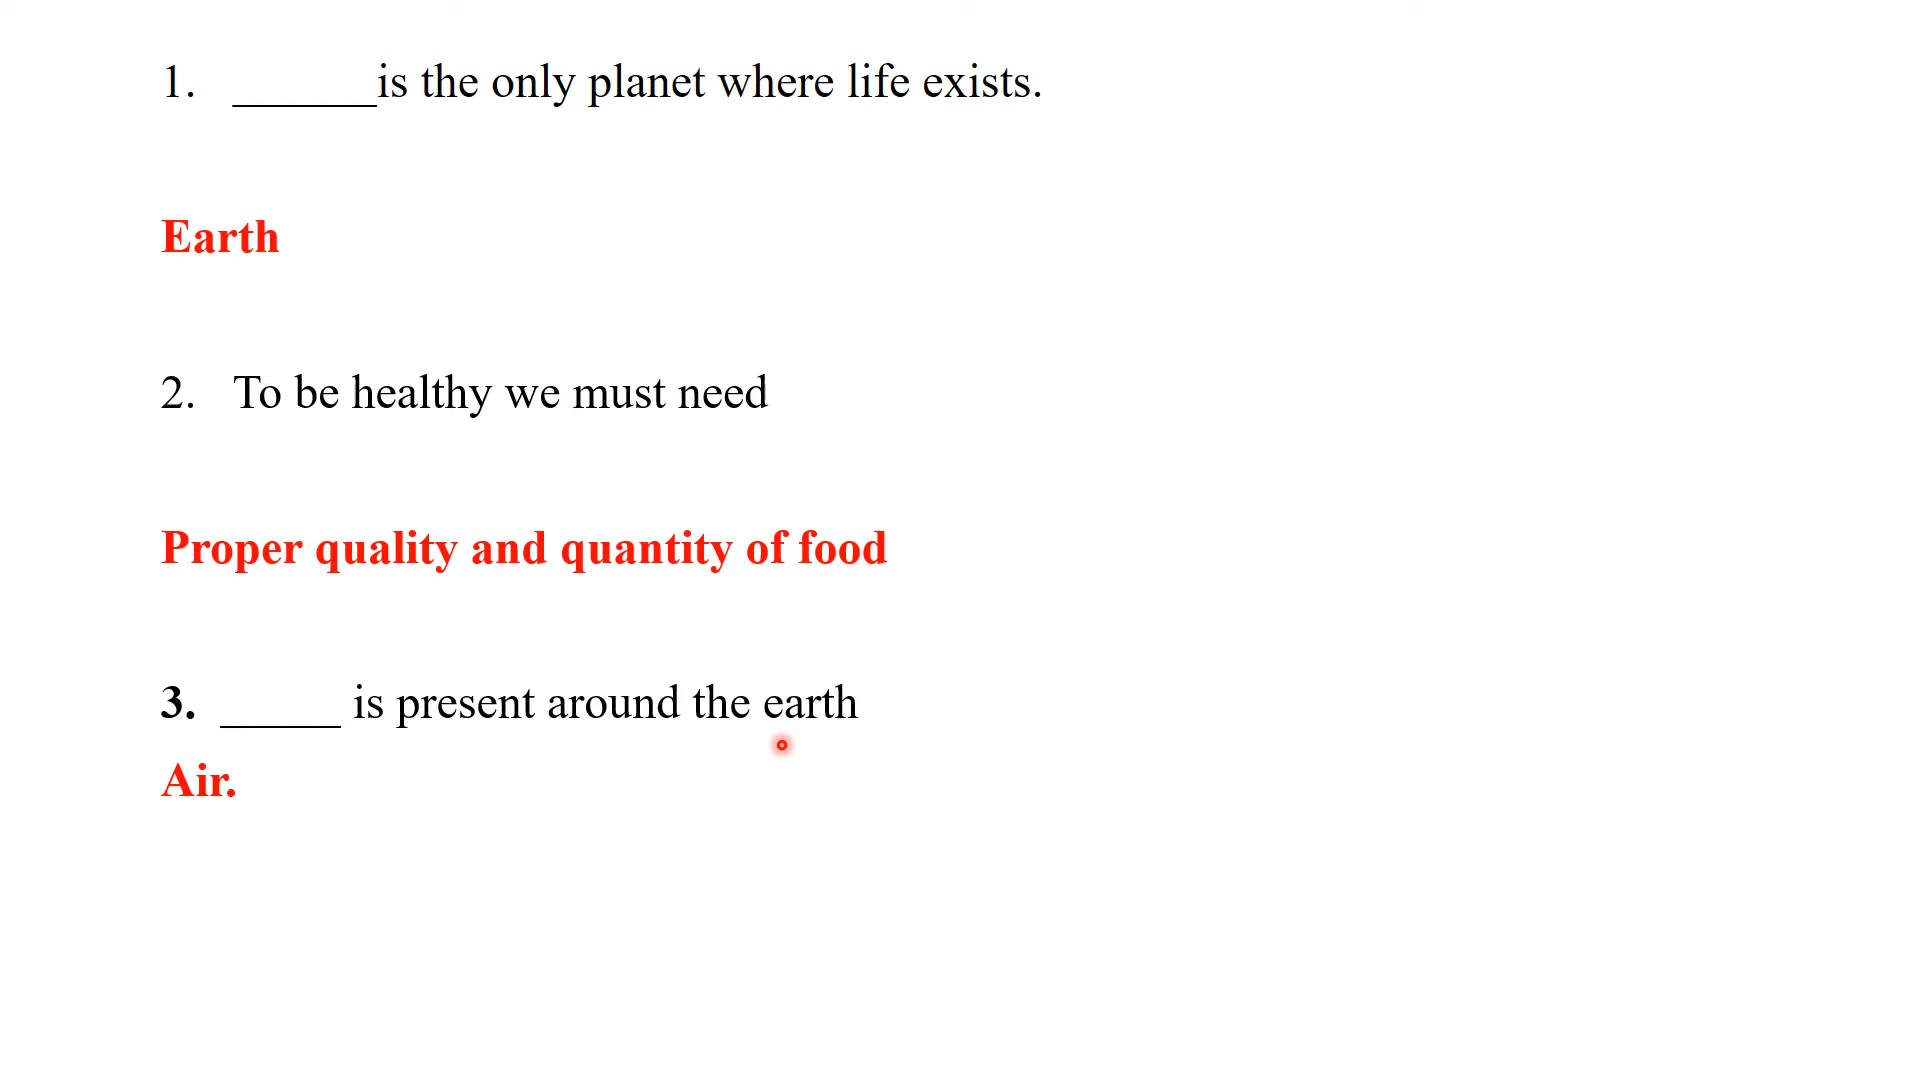 1. ______is the only planet where life exists.
Earth
2. To be healthy we must need
Proper quality and quantity of food
3. _____ is present around the earth
Air.